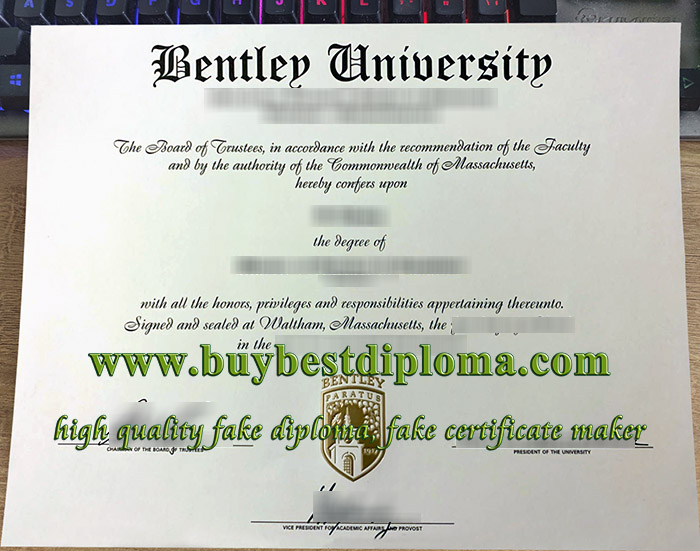 Bentley University
The Board of Trustees, in accordance with the recommendation of the Faculty
and by the authority of the Commonwealth of Massachusetts,
hereby confers upon
the degree of
with all the honors, privileges and responsibilities appertaining thereunto.
Signed and sealed at Waltham, Massachusetts, the
in the
www.buybestdiploma.com
BENTLEY
PARATUS
1917
high quality fake diploma, fake certificate maker
CHAIRMAN OF THE BOARD OF TRUSTEES
PRESIDENT OF THE UNIVERSITY
VICE PRESIDENT FOR ACADEMIC AFFAIRS AND PROVOST